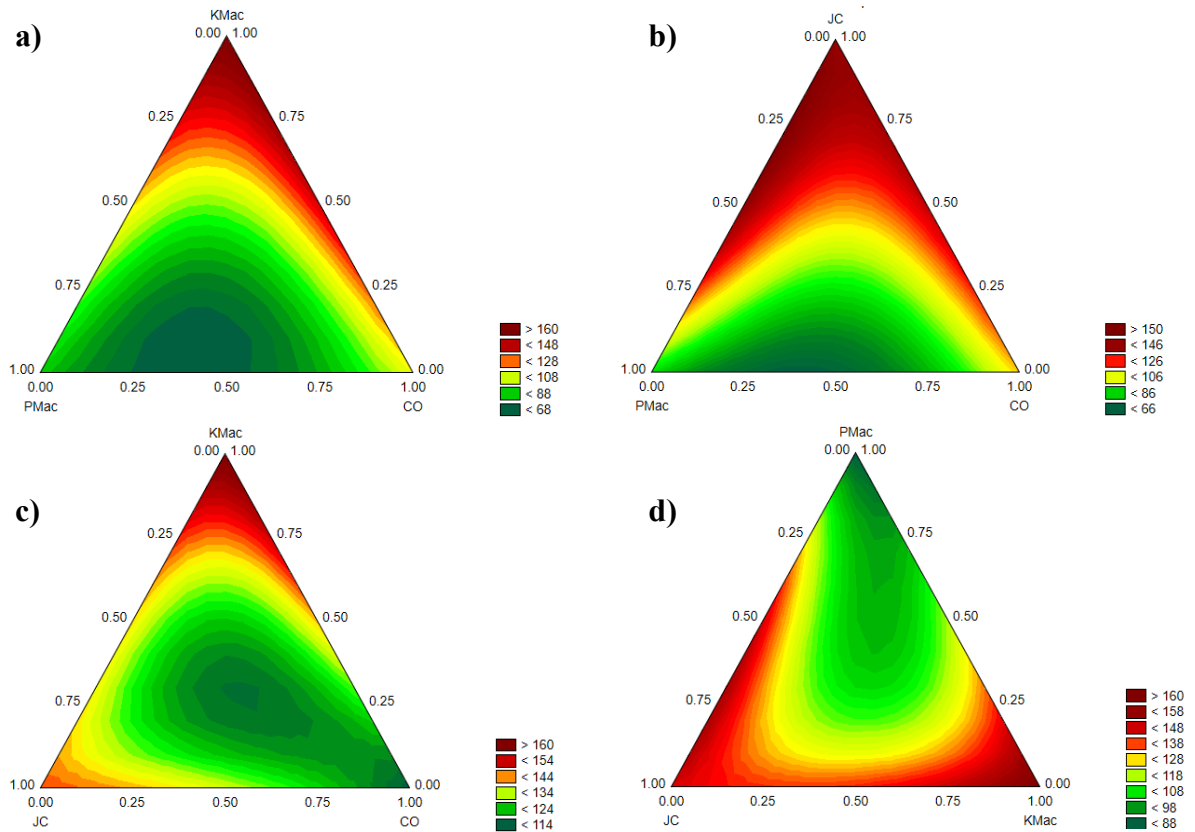 a)
KMac
0.00 1.00
0.25 0.75
0.50 0.50
0.75 0.25
1.00 0.00
0.00 0.25 0.50 0.75 1.00
PMac CO
> 160
< 148
< 128
< 108
< 88
< 68
b)
JC
0.00 1.00
0.25 0.75
0.50 0.50
0.75 0.25
1.00 0.00
0.00 0.25 0.50 0.75 1.00
PMac CO
> 150
< 146
< 126
< 106
< 86
< 66
c)
KMac
0.00 1.00
0.25 0.75
0.50 0.50
0.75 0.25
1.00 0.00
0.00 0.25 0.50 0.75 1.00
JC CO
> 160
< 154
< 144
< 134
< 124
< 114
d)
PMac
0.00 1.00
0.25 0.75
0.50 0.50
0.75 0.25
1.00 0.00
0.00 0.25 0.50 0.75 1.00
JC KMac
> 160
< 158
< 148
< 138
< 128
< 118
< 108
< 98
< 88